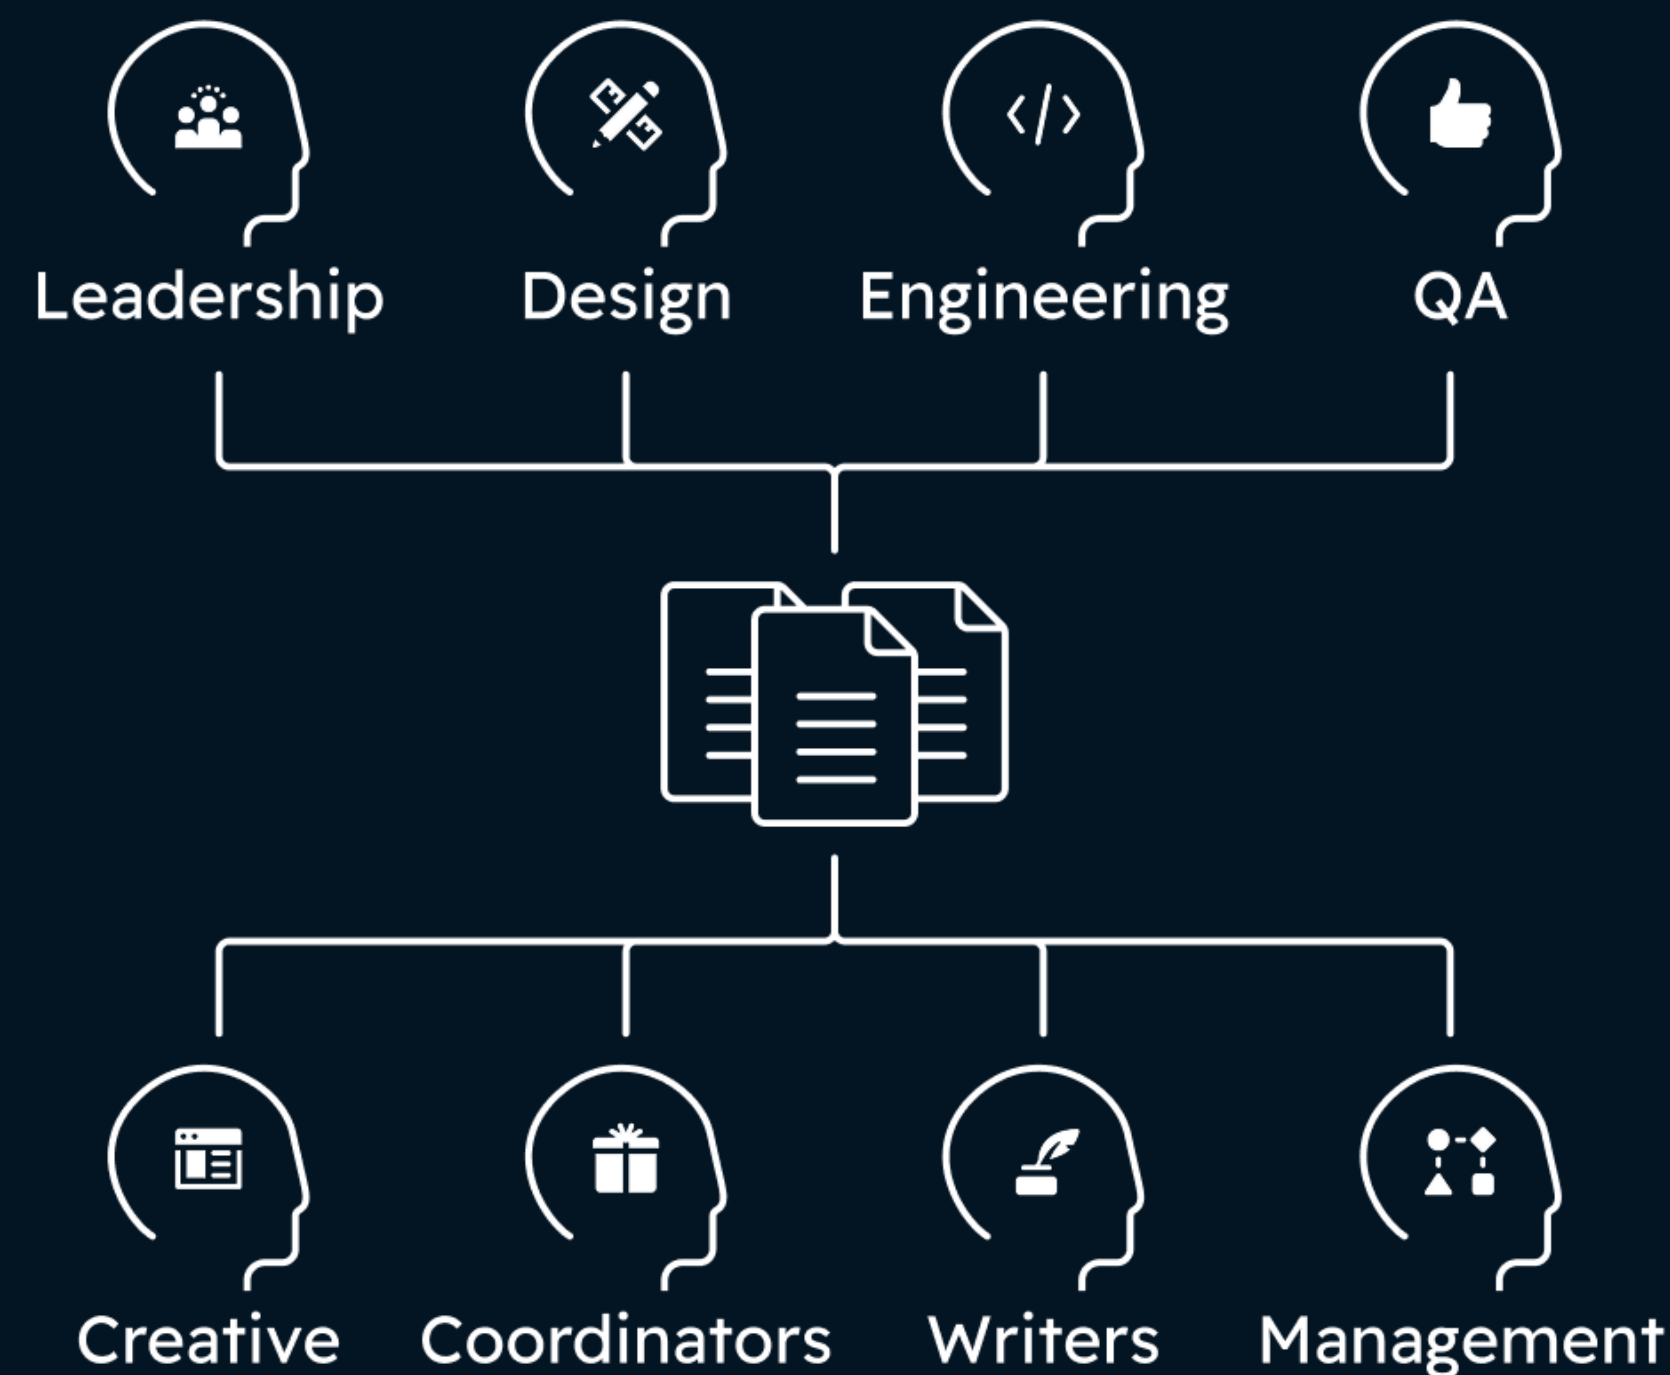 Leadership
Design
Engineering
QA
Creative
Coordinators
Writers
Management